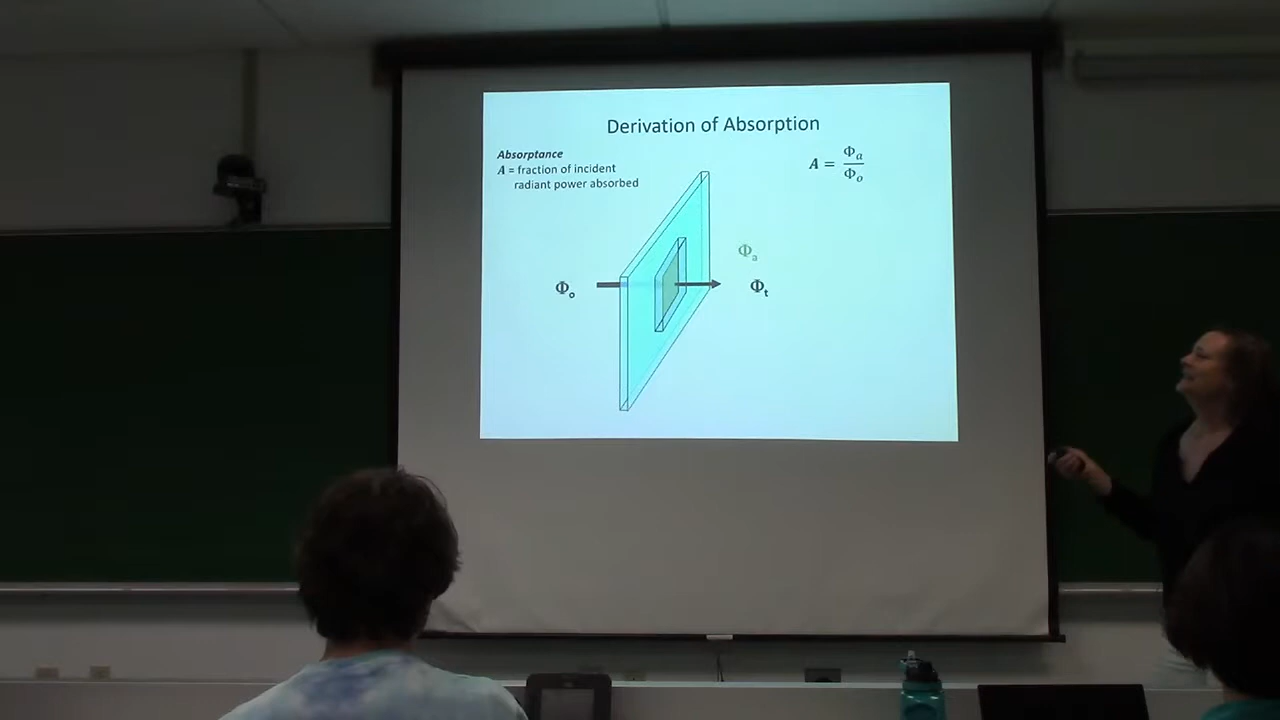 Derivation of Absorption
Absorptance
A = fraction of incident
radiant power absorbed
A = Φa/Φo
Φa
Φo
Φt